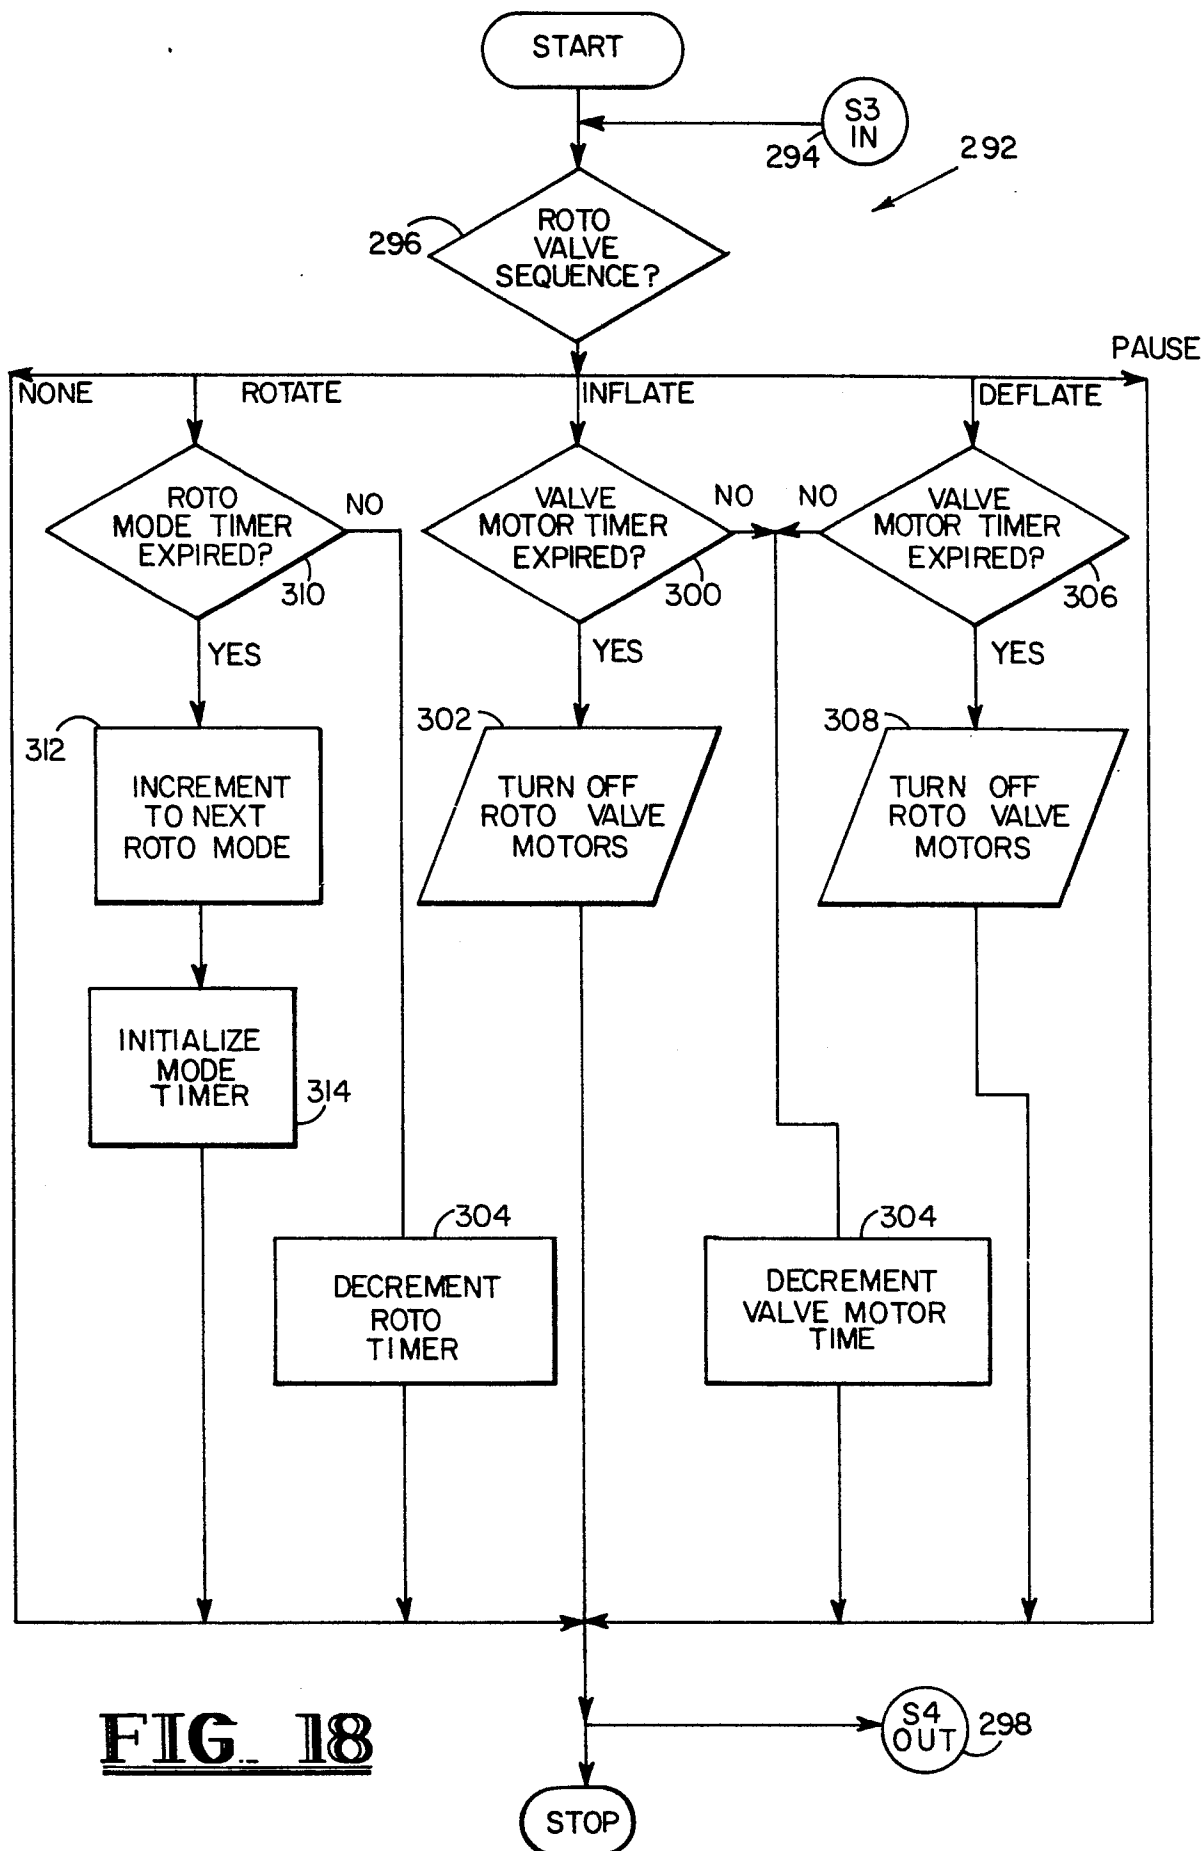 START
S3
IN
294
292
296
ROTO
VALVE
SEQUENCE?
PAUSE
NONE
ROTATE
INFLATE
DEFLATE
ROTO
MODE TIMER
EXPIRED?
NO
310
VALVE
MOTOR TIMER
EXPIRED?
NO
300
NO
VALVE
MOTOR TIMER
EXPIRED?
306
YES
YES
YES
312
INCREMENT
TO NEXT
ROTO MODE
302
TURN OFF
ROTO VALVE
MOTORS
308
TURN OFF
ROTO VALVE
MOTORS
INITIALIZE
MODE
TIMER
314
304
DECREMENT
ROTO
TIMER
304
DECREMENT
VALVE MOTOR
TIME
S4
OUT
298
FIG. 18
STOP